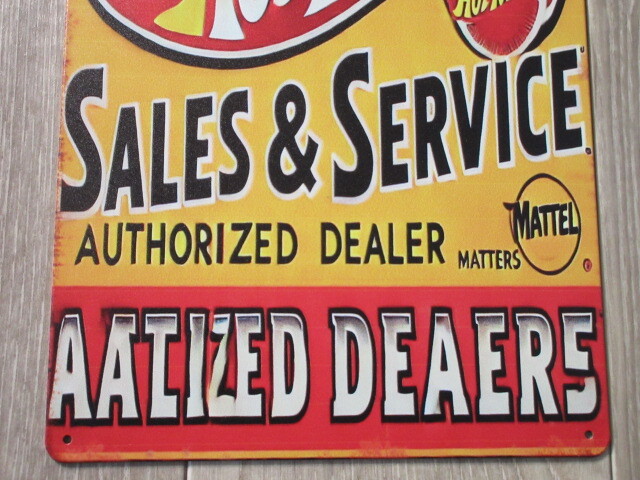 SALES & SERVICE
AUTHORIZED DEALER
MATTERS MATTEL
AATIZED DEAERS